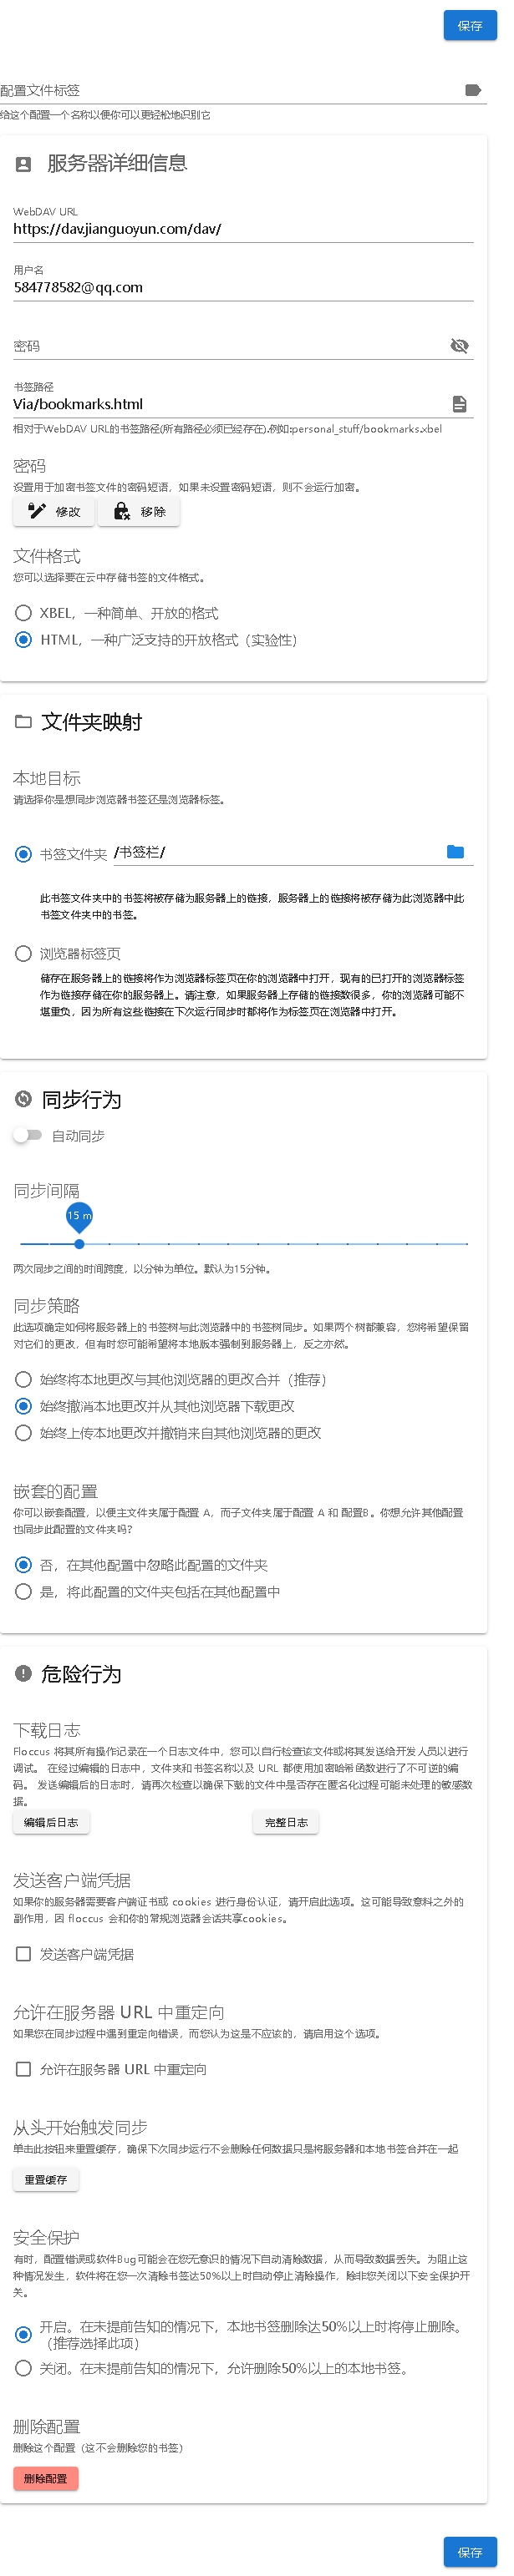 保存
配置文件标签
给这个配置一个名称以便你可以更轻松地识别它
服务器详细信息
WebDAV URL
https://dav.jianguoyun.com/dav/
用户名
584778582@qq.com
密码
书签路径
Via/bookmarks.html
相对于WebDAV URL的书签路径(所有路径必须已经存在).例如:personal_stuff/bookmarks.xbel
密码
设置用于加密书签文件的密码短语，如果未设置密码短语，则不会运行加密。
修改 移除
文件格式
您可以选择要在云中存储书签的文件格式。
XBEL，一种简单、开放的格式
HTML，一种广泛支持的开放格式（实验性）
文件夹映射
本地目标
请选择你是想同步浏览器书签还是浏览器标签。
书签文件夹 /书签栏/
此书签文件夹中的书签将被存储为服务器上的链接，服务器上的链接将被存储为此浏览器中此
书签文件夹中的书签。
浏览器标签页
储存在服务器上的链接将作为浏览器标签页在你的浏览器中打开，现有的已打开的浏览器标签
作为链接存储在你的服务器上。请注意，如果服务器上存储的链接数很多，你的浏览器可能不
堪重负，因为所有这些链接在下次运行同步时都将作为标签页在浏览器中打开。
同步行为
自动同步
同步间隔
15 m
两次同步之间的时间跨度，以分钟为单位。默认为15分钟。
同步策略
此选项确定如何将服务器上的书签树与此浏览器中的书签树同步。如果两个树都兼容，您将希望保留
对它们的更改，但有时您可能希望将本地版本强制到服务器上，反之亦然。
始终将本地更改与其他浏览器的更改合并（推荐）
始终撤消本地更改并从其他浏览器下载更改
始终上传本地更改并撤销来自其他浏览器的更改
嵌套的配置
你可以嵌套配置，以便主文件夹属于配置 A，而子文件夹属于配置 A 和 配置B。你想允许其他配置
也同步此配置的文件夹吗?
否，在其他配置中忽略此配置的文件夹
是，将此配置的文件夹包括在其他配置中
危险行为
下载日志
Floccus 将其所有操作记录在一个日志文件中，您可以自行检查该文件或将其发送给开发人员以进行
调试。 在经过编辑的日志中，文件夹和书签名称以及 URL 都使用加密哈希函数进行了不可逆的编
码。 发送编辑后的日志时，请再次检查以确保下载的文件中是否存在匿名化过程可能未处理的敏感数
据。
编辑后日志 完整日志
发送客户端凭据
如果你的服务器需要客户端证书或 cookies 进行身份认证，请开启此选项。这可能导致意料之外的
副作用，因 floccus 会和你的常规浏览器会话共享cookies。
发送客户端凭据
允许在服务器 URL 中重定向
如果您在同步过程中遇到重定向错误，而您认为这是不应该的，请启用这个选项。
允许在服务器 URL 中重定向
从头开始触发同步
单击此按钮来重置缓存，确保下次同步运行不会删除任何数据只是将服务器和本地书签合并在一起
重置缓存
安全保护
有时，配置错误或软件Bug可能会在您无意识的情况下自动清除数据，从而导致数据丢失。为阻止这
种情况发生，软件将在您一次清除书签达50%以上时自动停止清除操作，除非您关闭以下安全保护开
关。
开启。在未提前告知的情况下，本地书签删除达50%以上时将停止删除。
（推荐选择此项）
关闭。在未提前告知的情况下，允许删除50%以上的本地书签。
删除配置
删除这个配置（这不会删除您的书签）
删除配置
保存